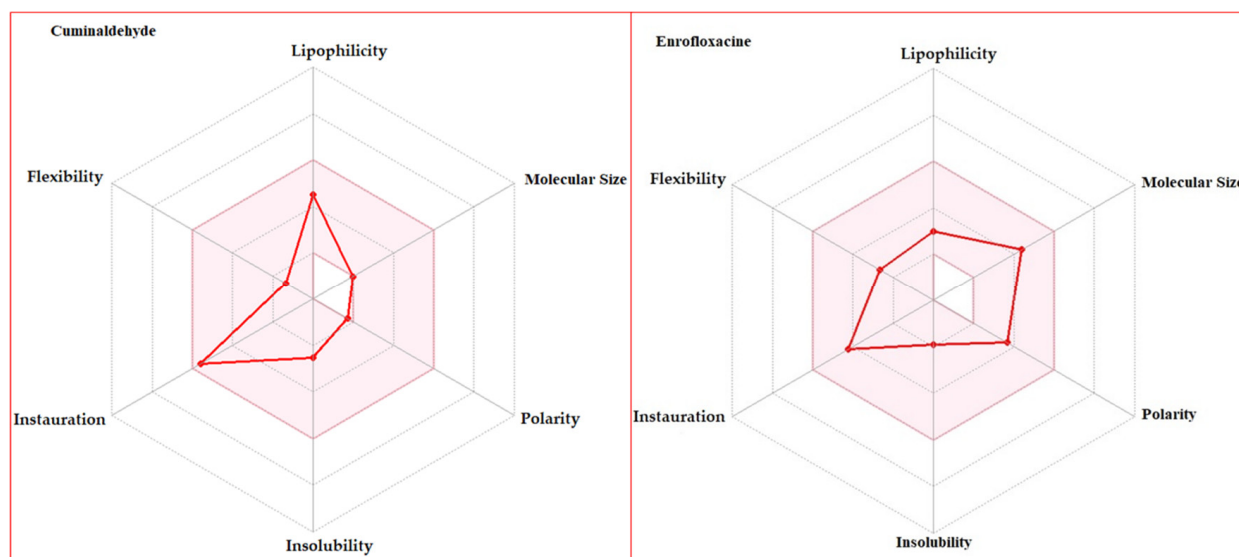 Cuminaldehyde
Lipophilicity
Flexibility
Molecular Size
Instauration
Polarity
Insolubility
Enrofloxacine
Lipophilicity
Flexibility
Molecular Size
Instauration
Polarity
Insolubility